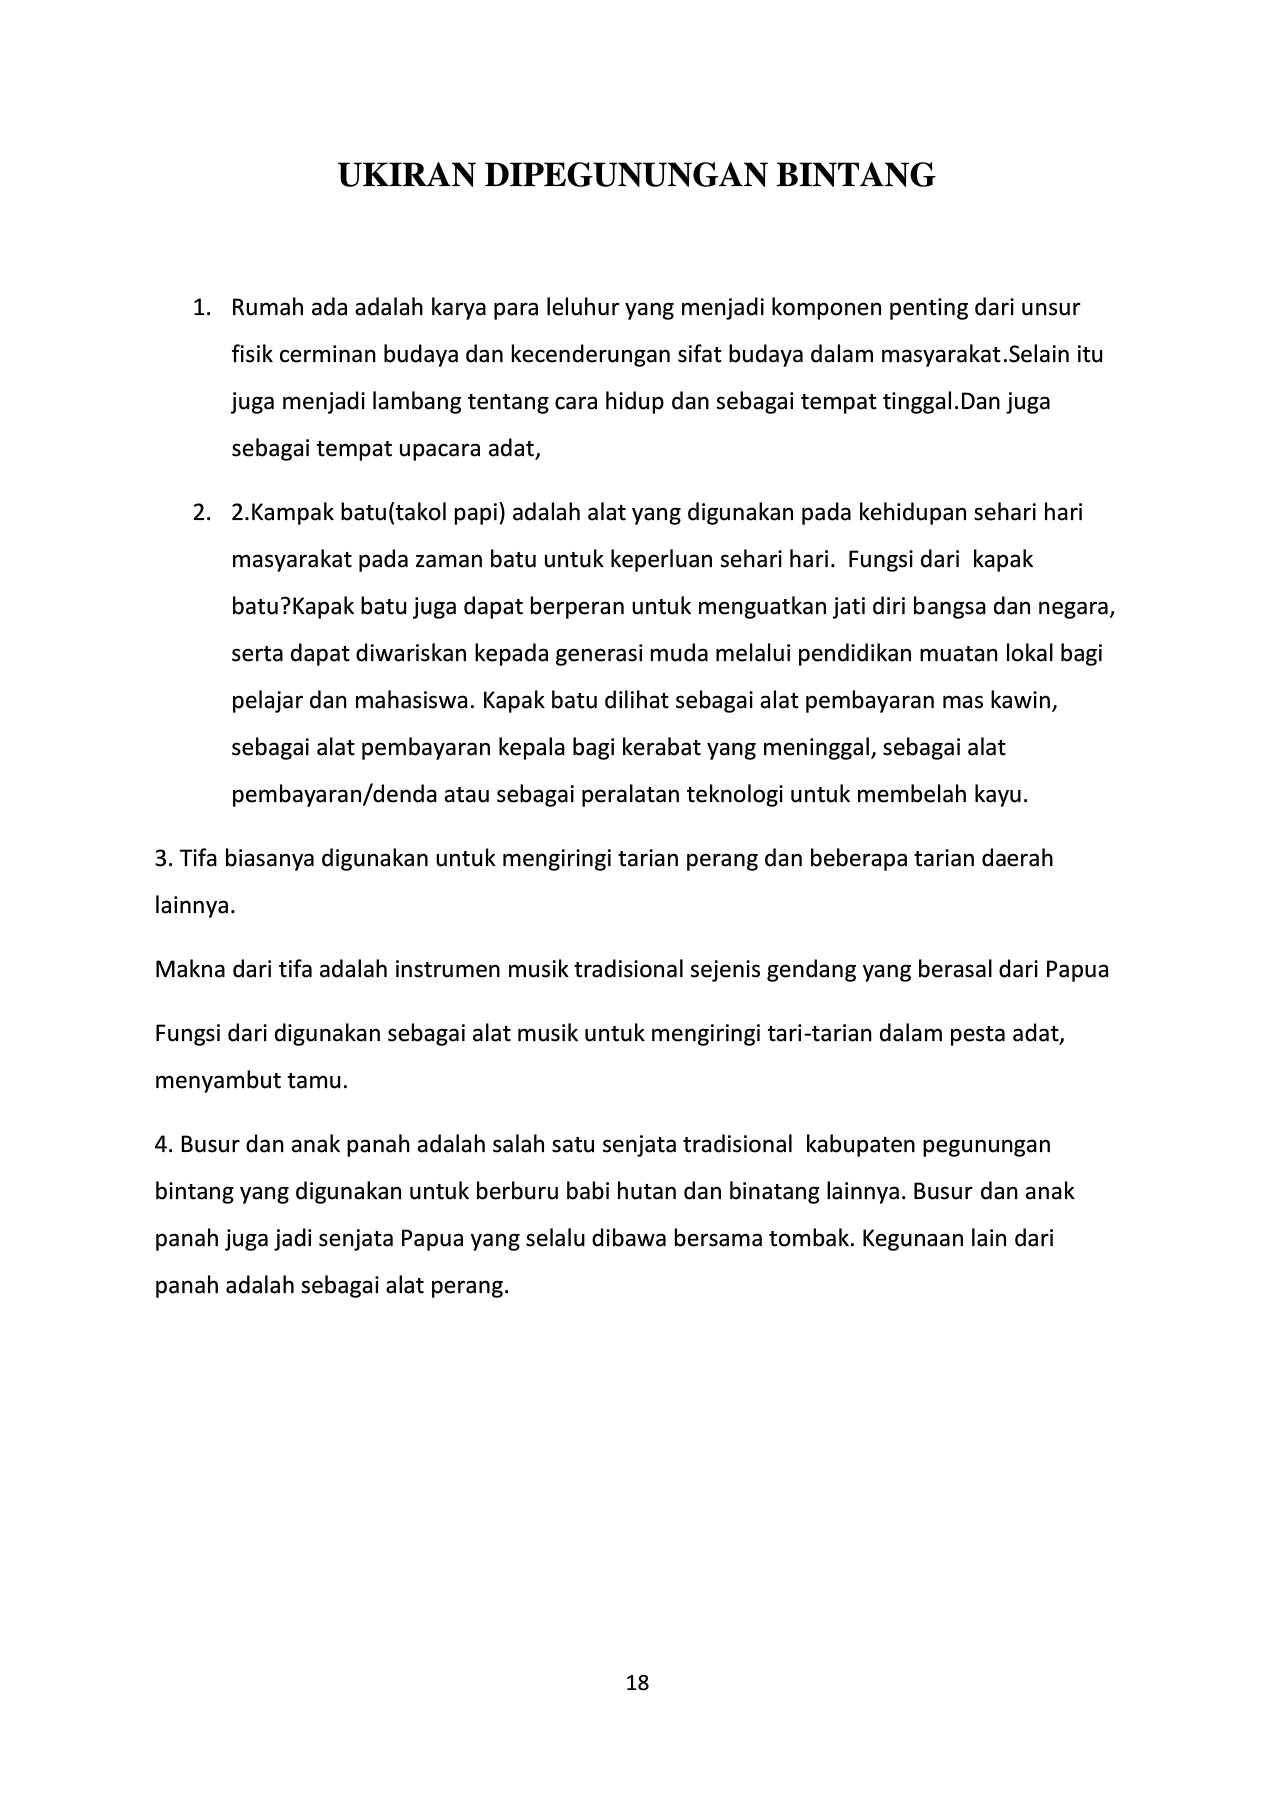 UKIRAN DIPEGUNUNGAN BINTANG
1. Rumah ada adalah karya para leluhur yang menjadi komponen penting dari unsur
fisik cerminan budaya dan kecenderungan sifat budaya dalam masyarakat.Selain itu
juga menjadi lambang tentang cara hidup dan sebagai tempat tinggal.Dan juga
sebagai tempat upacara adat,
2. 2.Kampak batu(takol papi) adalah alat yang digunakan pada kehidupan sehari hari
masyarakat pada zaman batu untuk keperluan sehari hari.  Fungsi dari  kapak
batu?Kapak batu juga dapat berperan untuk menguatkan jati diri bangsa dan negara,
serta dapat diwariskan kepada generasi muda melalui pendidikan muatan lokal bagi
pelajar dan mahasiswa. Kapak batu dilihat sebagai alat pembayaran mas kawin,
sebagai alat pembayaran kepala bagi kerabat yang meninggal, sebagai alat
pembayaran/denda atau sebagai peralatan teknologi untuk membelah kayu.
3. Tifa biasanya digunakan untuk mengiringi tarian perang dan beberapa tarian daerah
lainnya.
Makna dari tifa adalah instrumen musik tradisional sejenis gendang yang berasal dari Papua
Fungsi dari digunakan sebagai alat musik untuk mengiringi tari-tarian dalam pesta adat,
menyambut tamu.
4. Busur dan anak panah adalah salah satu senjata tradisional  kabupaten pegunungan
bintang yang digunakan untuk berburu babi hutan dan binatang lainnya. Busur dan anak
panah juga jadi senjata Papua yang selalu dibawa bersama tombak. Kegunaan lain dari
panah adalah sebagai alat perang.
18